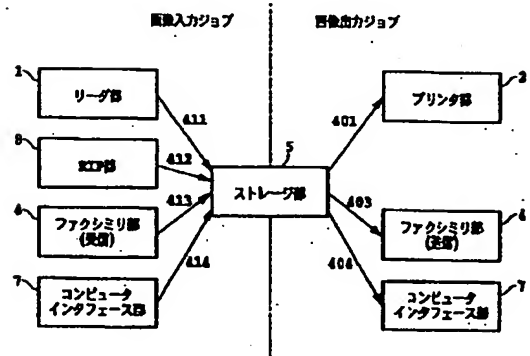 画像入力ジョブ
画像出力ジョブ
1
リーダ部
411
RIP部
412
413
4
ファクシミリ部
(受信)
7
コンピュータ
インタフェース部
414
5
ストレージ部
401
2
プリンタ部
403
4
ファクシミリ部
(送信)
404
7
コンピュータ
インタフェース部